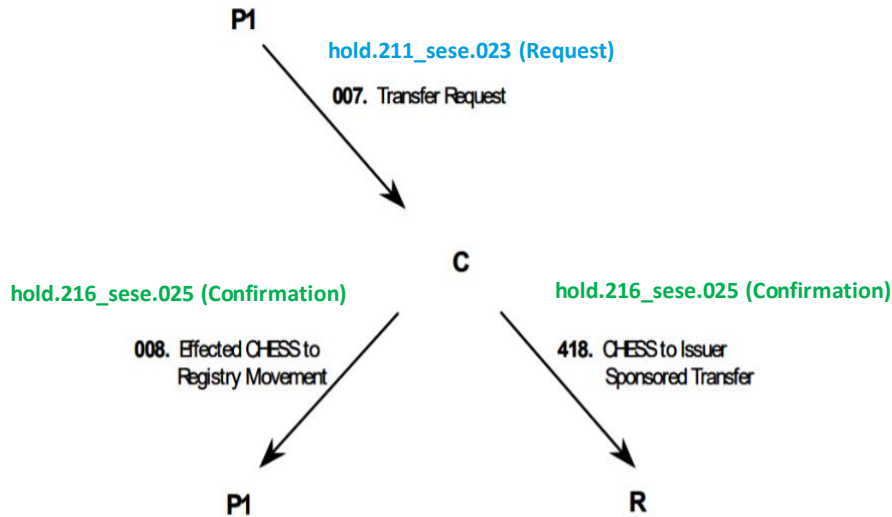 P1
hold.211_sese.023 (Request)
007. Transfer Request
C
hold.216_sese.025 (Confirmation)
hold.216_sese.025 (Confirmation)
008. Effected CHESS to
Registry Movement
418. CHESS to Issuer
Sponsored Transfer
P1
R